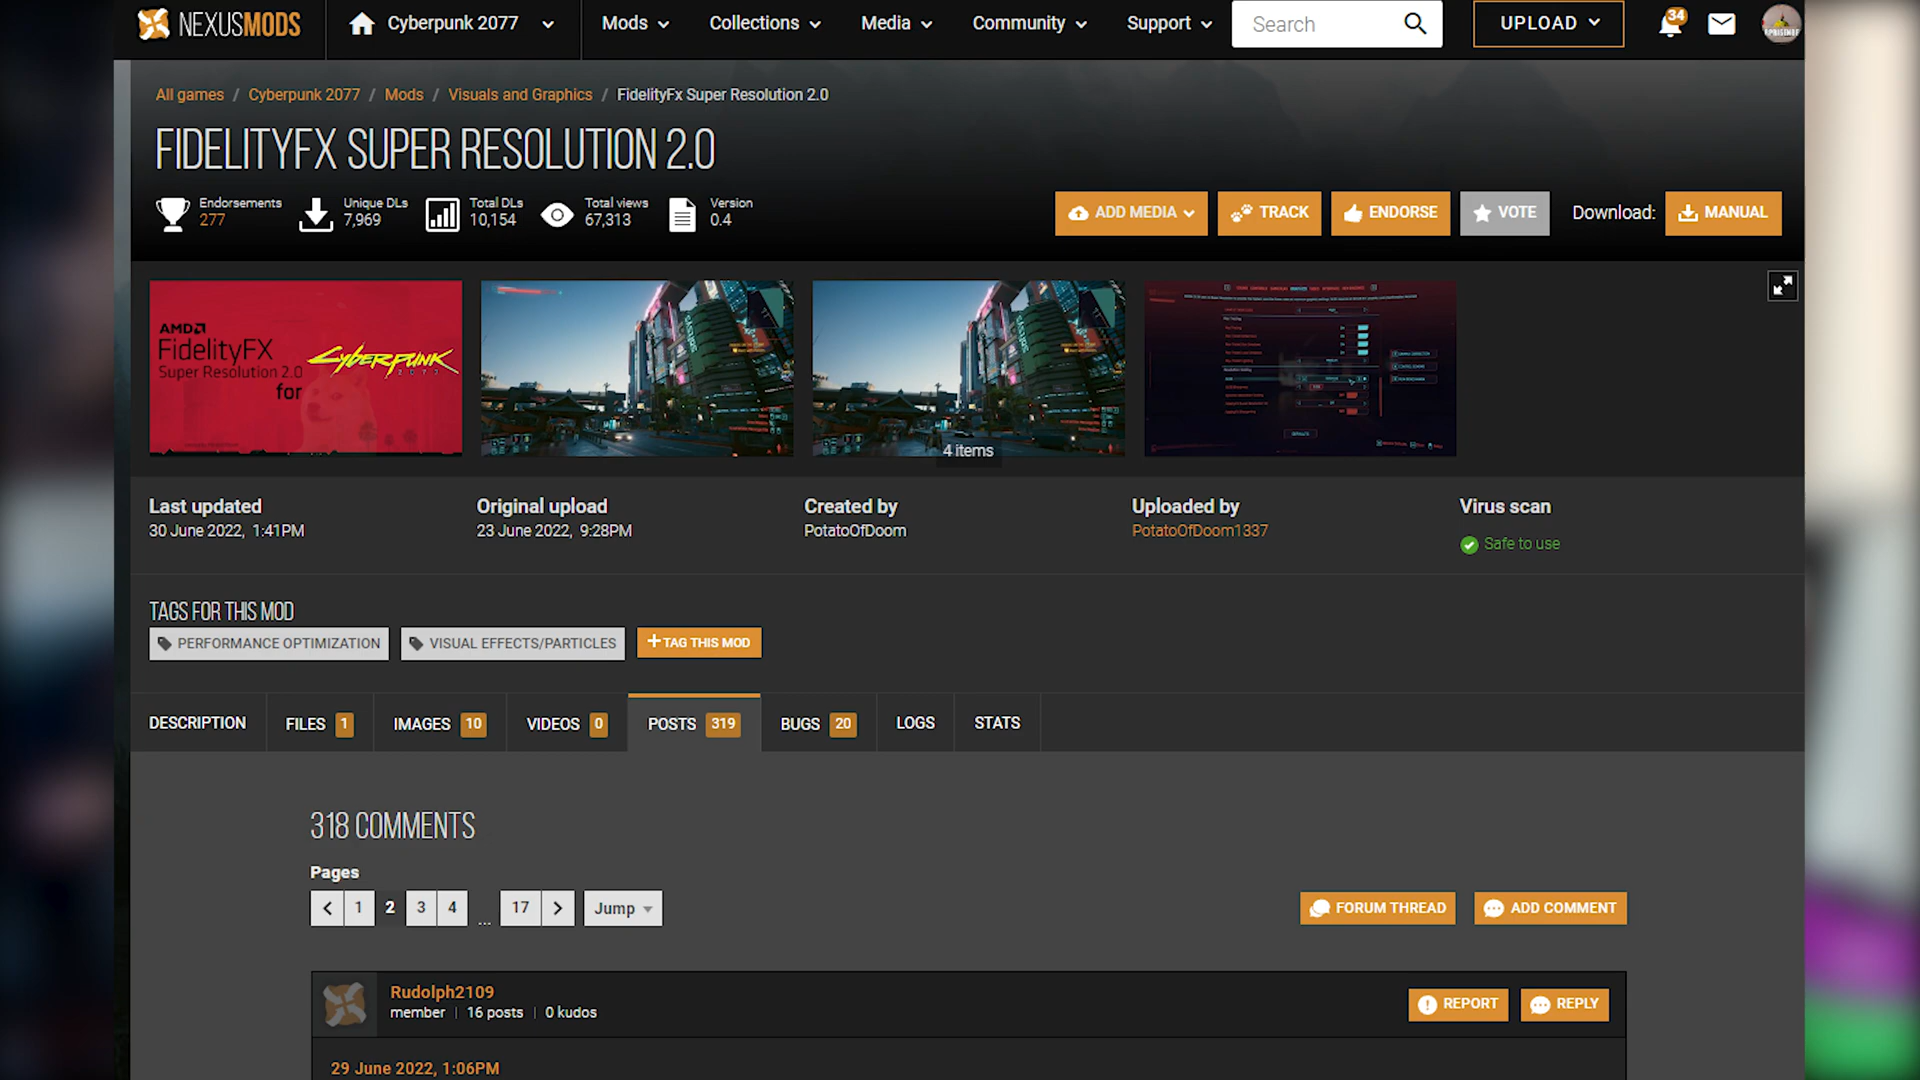 NEXUSMODS
Cyberpunk 2077
Mods
Collections
Media
Community
Support
Search
UPLOAD
34
All games / Cyberpunk 2077 / Mods / Visuals and Graphics / FidelityFx Super Resolution 2.0
FIDELITYFX SUPER RESOLUTION 2.0
Endorsements
277
Unique DLs
7,969
Total DLs
10,154
Total views
67,313
Version
0.4
ADD MEDIA
TRACK
ENDORSE
VOTE
Download:
MANUAL
AMD
FidelityFX
Super Resolution 2.0
for
CYBERPUNK
2077
4 items
Last updated
30 June 2022, 1:41PM
Original upload
23 June 2022, 9:28PM
Created by
PotatoOfDoom
Uploaded by
PotatoOfDoom1337
Virus scan
Safe to use
TAGS FOR THIS MOD
PERFORMANCE OPTIMIZATION
VISUAL EFFECTS/PARTICLES
+TAG THIS MOD
DESCRIPTION
FILES 1
IMAGES 10
VIDEOS 0
POSTS 319
BUGS 20
LOGS
STATS
318 COMMENTS
Pages
< 1 2 3 4 ... 17 > Jump
FORUM THREAD
ADD COMMENT
Rudolph2109
member | 16 posts | 0 kudos
REPORT
REPLY
29 June 2022, 1:06PM